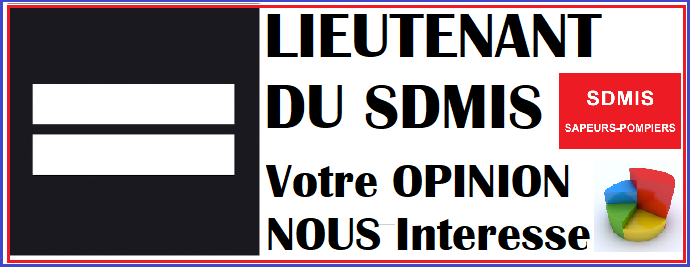 LIEUTENANT
DU SDMIS
SDMIS
SAPEURS-POMPIERS
Votre OPINION
NOUS Interesse